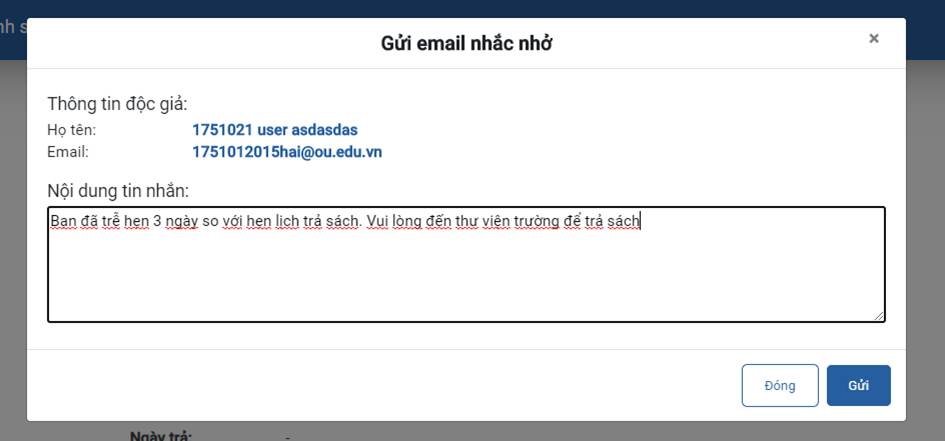 nh s
Gửi email nhắc nhở ×
Thông tin độc giả:
Họ tên: 1751021 user asdasdas
Email: 1751012015hai@ou.edu.vn
Nội dung tin nhắn:
Bạn đã trễ hẹn 3 ngày so với hẹn lịch trả sách. Vui lòng đến thư viện trường để trả sách
Đóng Gửi
Ngày trả: -